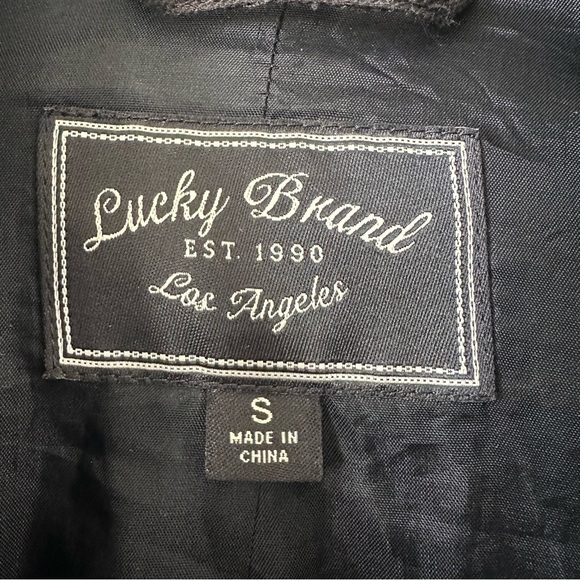 Lucky Brand
EST. 1990
Los Angeles
S
MADE IN
CHINA